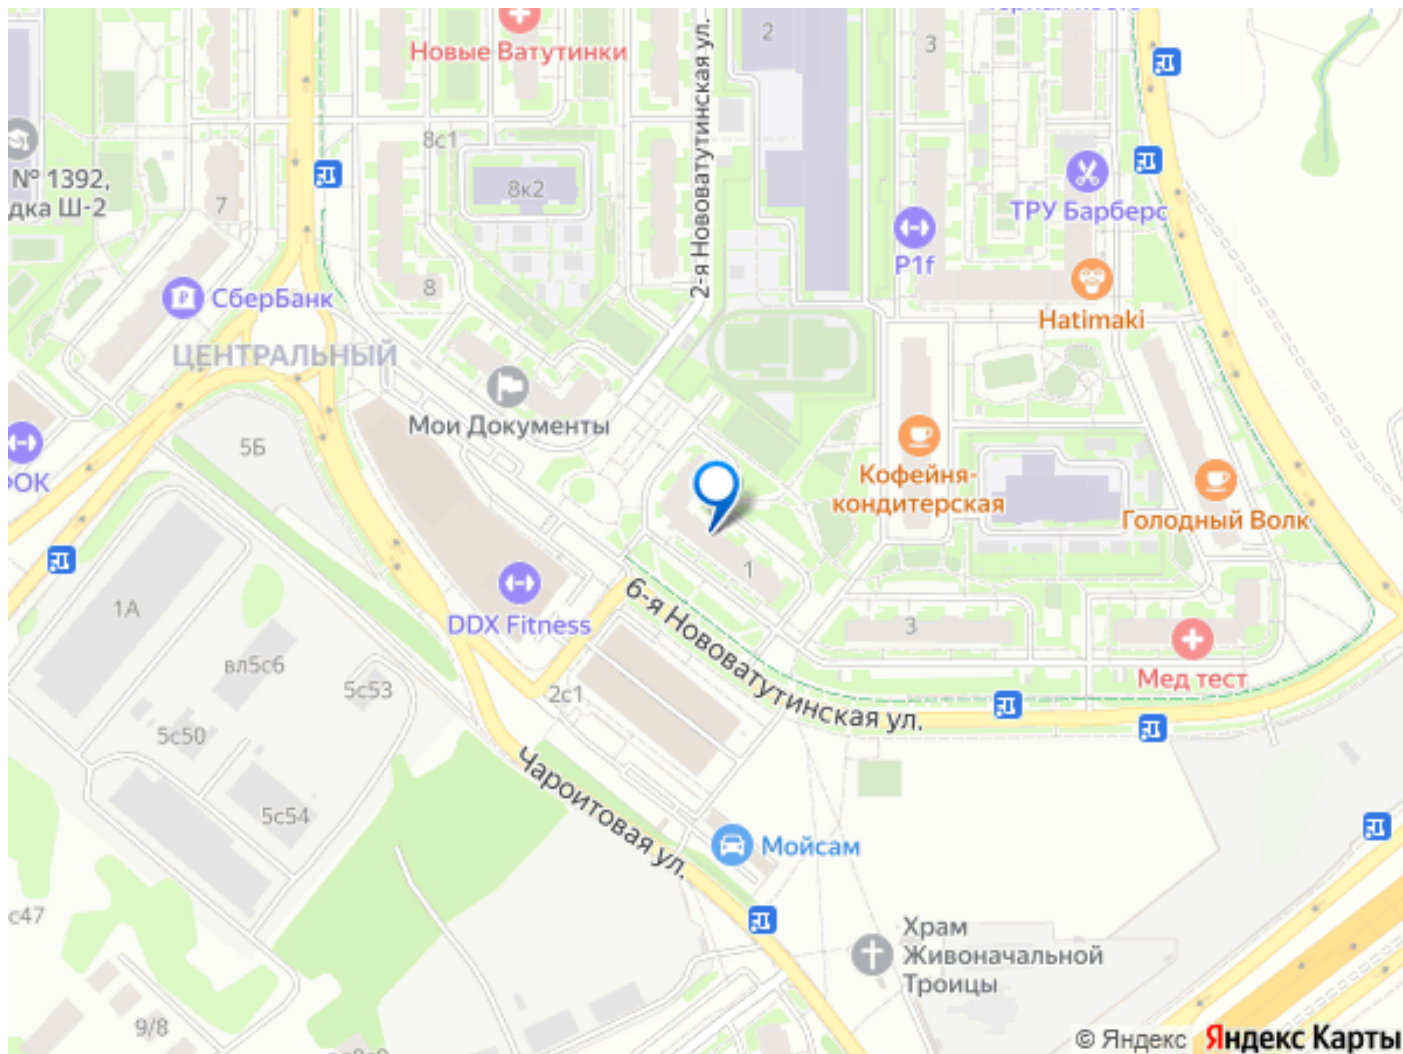 2
3
Новые Ватутинки
2-я Нововатутинская ул.
8с1
№ 1392,
дка Ш-2
7
8к2
ТРУ Барберс
P1f
8
СберБанк
Hatimaki
ЦЕНТРАЛЬНЫЙ
Мои Документы
5Б
ОК
Кофейня-
кондитерская
Голодный Волк
1
1А
DDX Fitness
6-я Нововатутинская ул.
3
вл5с6
5с53
2с1
Мед тест
5с50
5с54
Чароитовая ул.
Мойсам
с47
Храм
Живоначальной
Троицы
9/8
© Яндекс Яндекс Карты